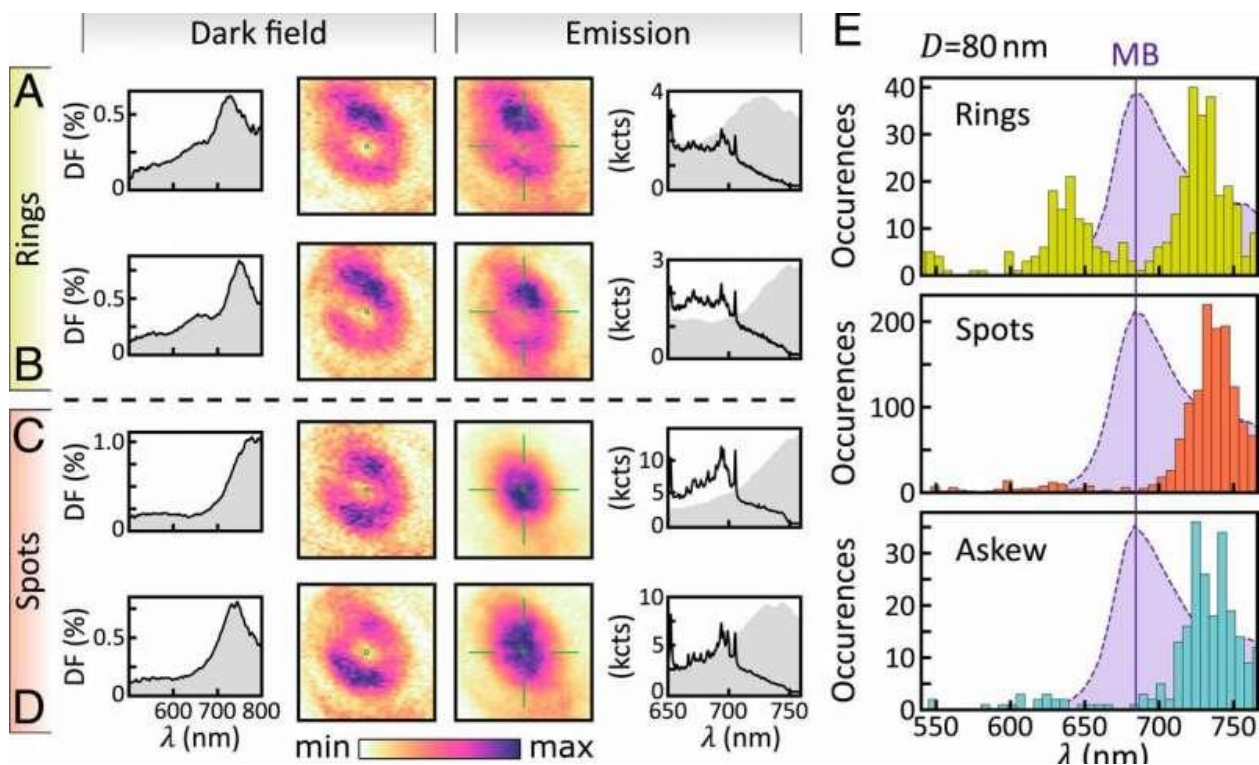 Dark field
Emission
E
D=80 nm
MB
A
Rings
B
C
Spots
D
DF (%)
0.5
0
(kcts)
4
2
0
DF (%)
0.5
0
(kcts)
3
0
DF (%)
1.0
0
(kcts)
10
5
0
DF (%)
0.5
0
600 700 800
λ (nm)
(kcts)
10
5
0
650 700 750
λ (nm)
min
max
Occurences
40
30
20
10
0
Rings
Occurences
200
100
0
Spots
Occurences
30
20
10
0
Askew
550 600 650 700 750
λ (nm)